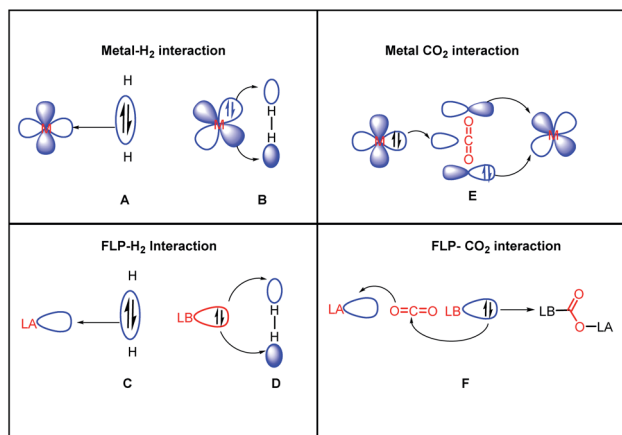 Metal-H2 interaction
H
M
H
A
M
H
H
B
Metal CO2 interaction
M
O=C=O
M
E
FLP-H2 Interaction
H
LA
H
C
LB
H
H
D
FLP- CO2 interaction
LA
O=C=O
LB
O
LB-C
O-LA
F